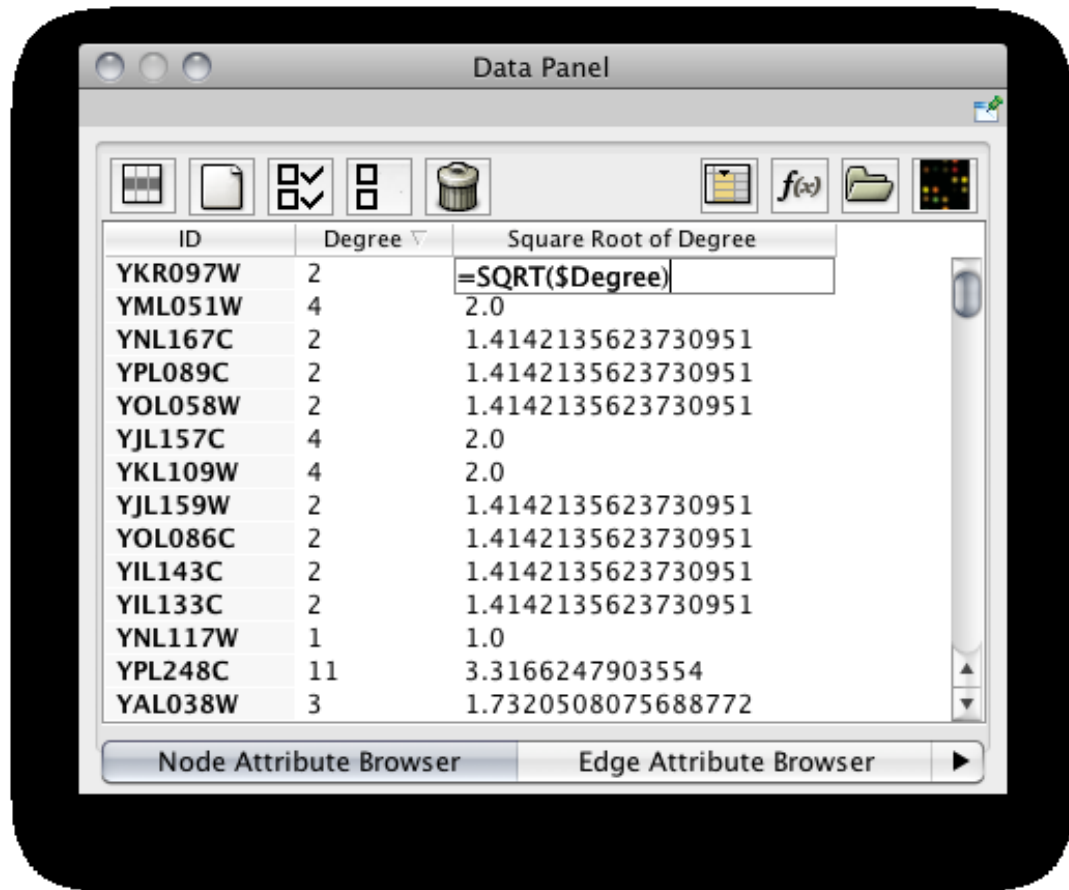 Data Panel
f(x)
ID Degree Square Root of Degree
YKR097W 2 =SQRT($Degree)
YML051W 4 2.0
YNL167C 2 1.4142135623730951
YPL089C 2 1.4142135623730951
YOL058W 2 1.4142135623730951
YJL157C 4 2.0
YKL109W 4 2.0
YJL159W 2 1.4142135623730951
YOL086C 2 1.4142135623730951
YIL143C 2 1.4142135623730951
YIL133C 2 1.4142135623730951
YNL117W 1 1.0
YPL248C 11 3.3166247903554
YAL038W 3 1.7320508075688772
Node Attribute Browser Edge Attribute Browser